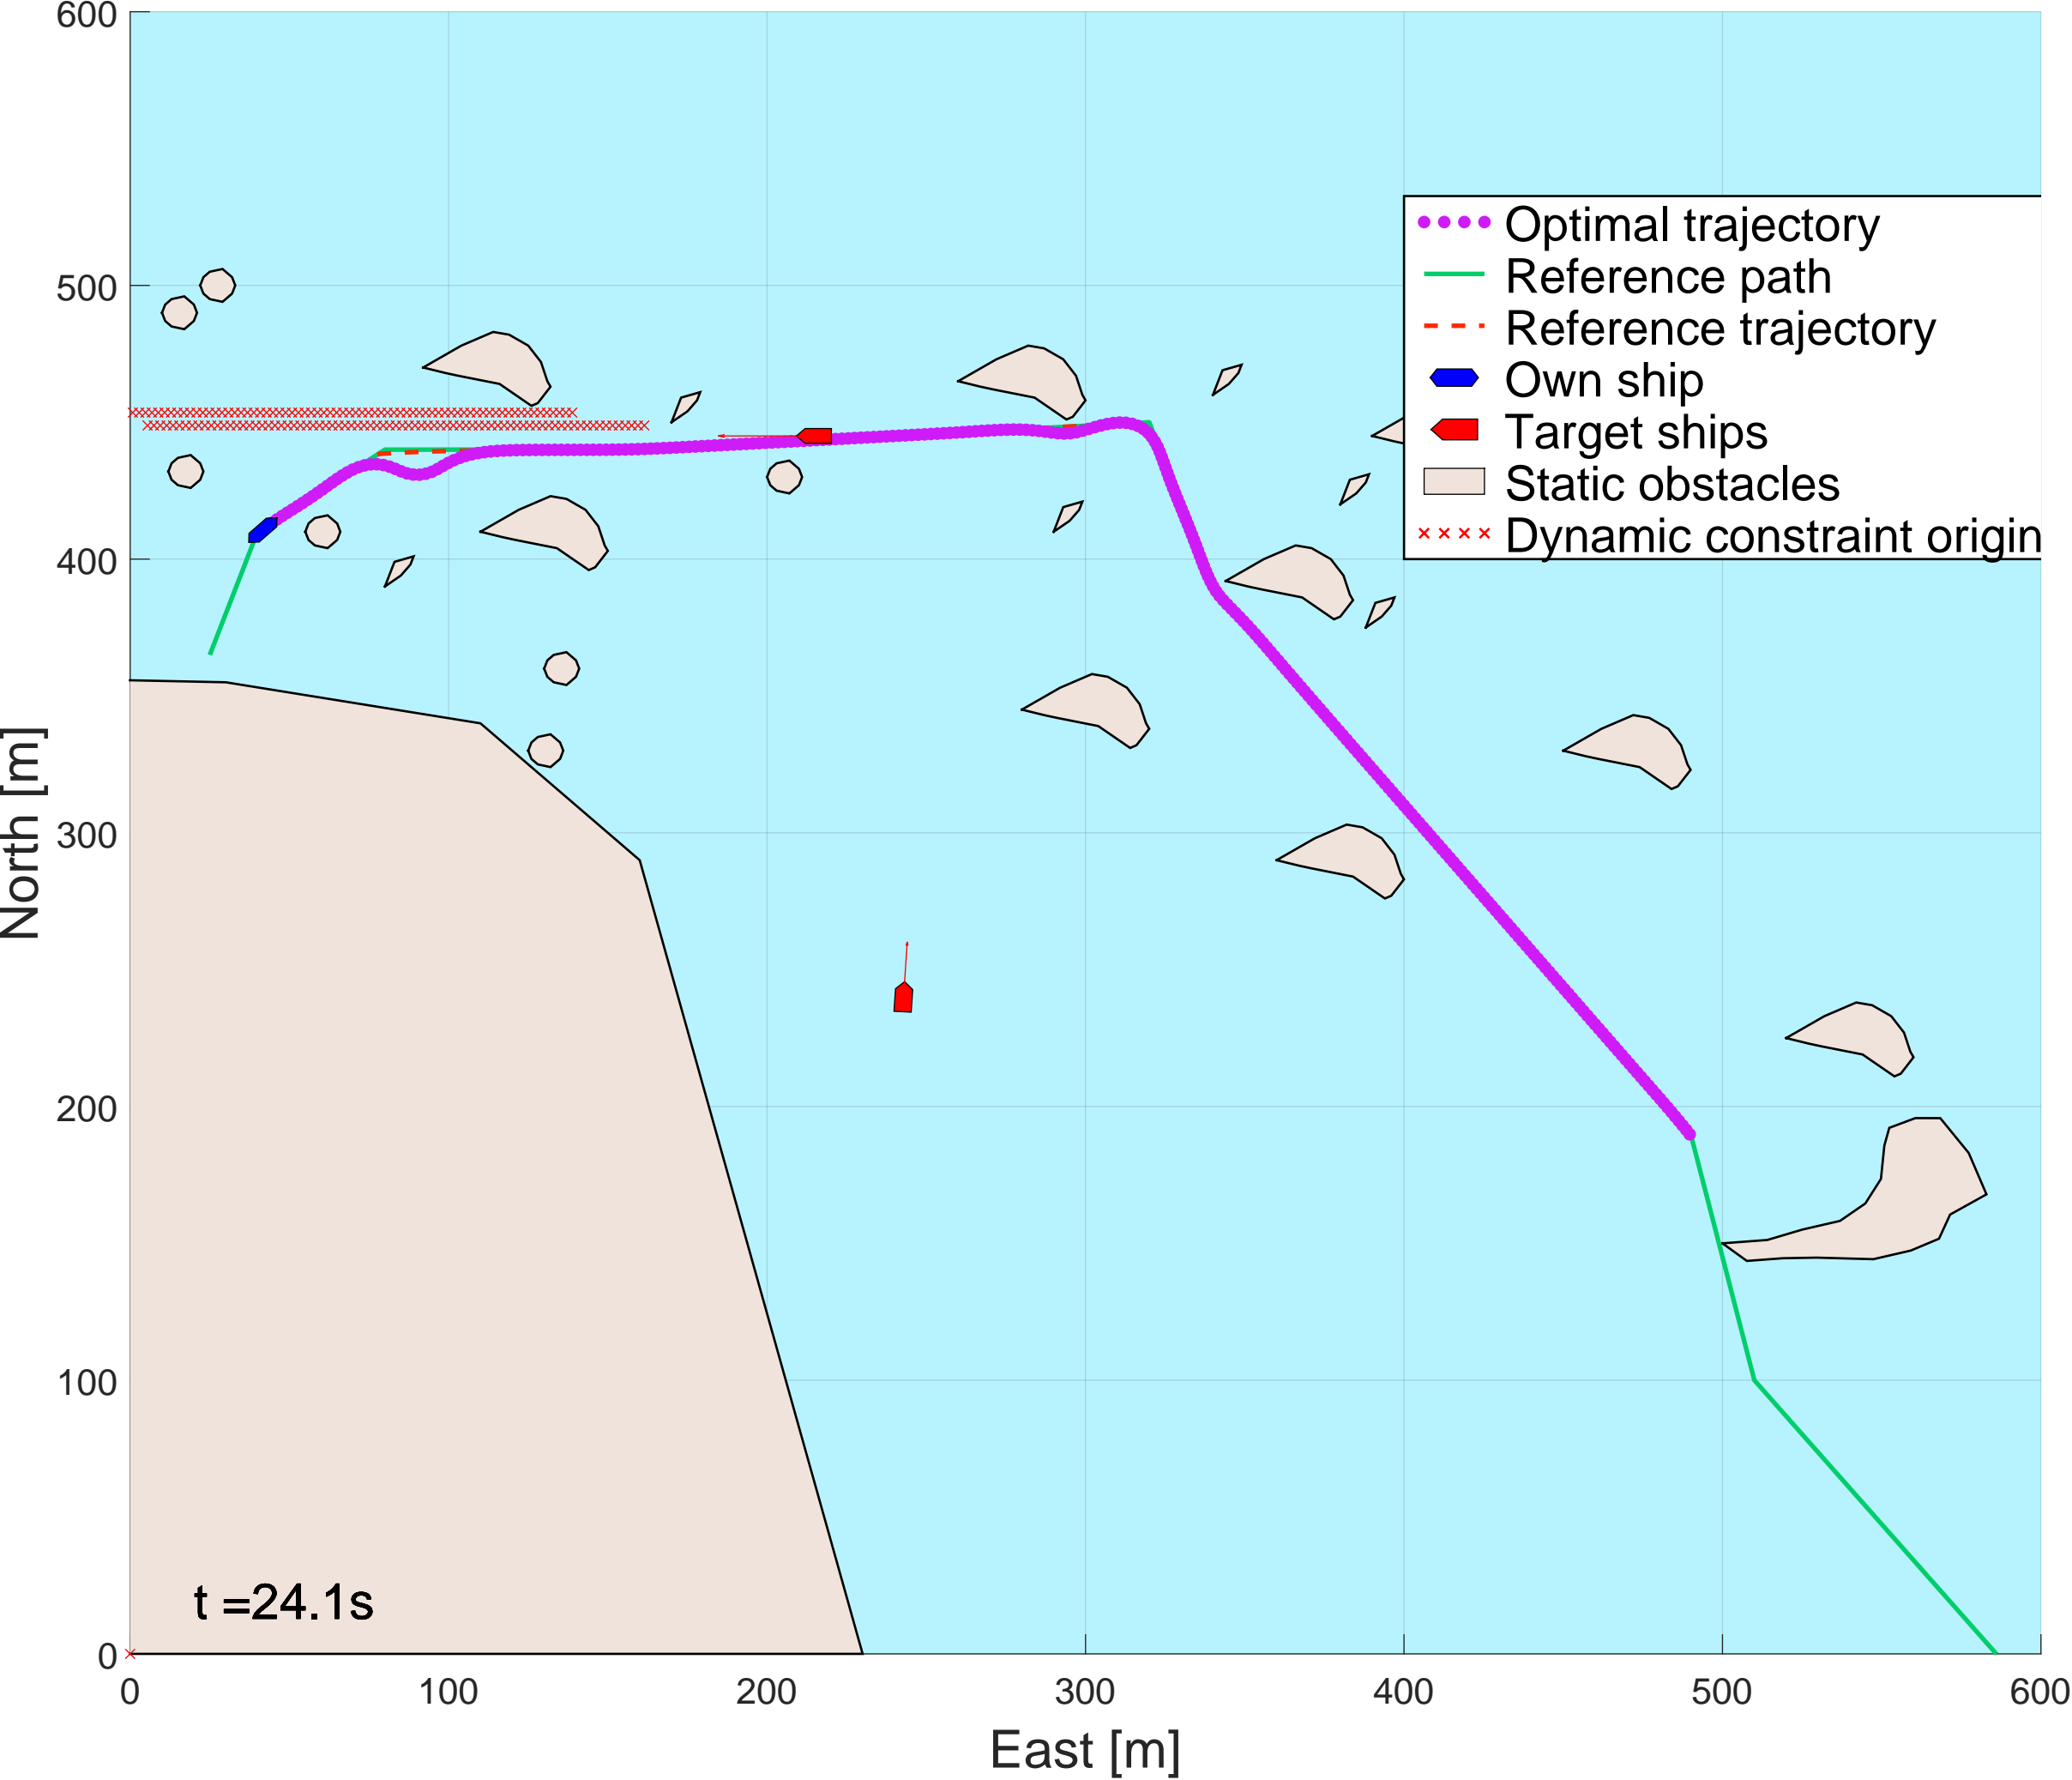 600
500
400
300
200
100
0
North [m]
Optimal trajectory
Reference path
Reference trajectory
Own ship
Target ships
Static obstacles
Dynamic constraint origin
t =24.1s
0 100 200 300 400 500 600
East [m]